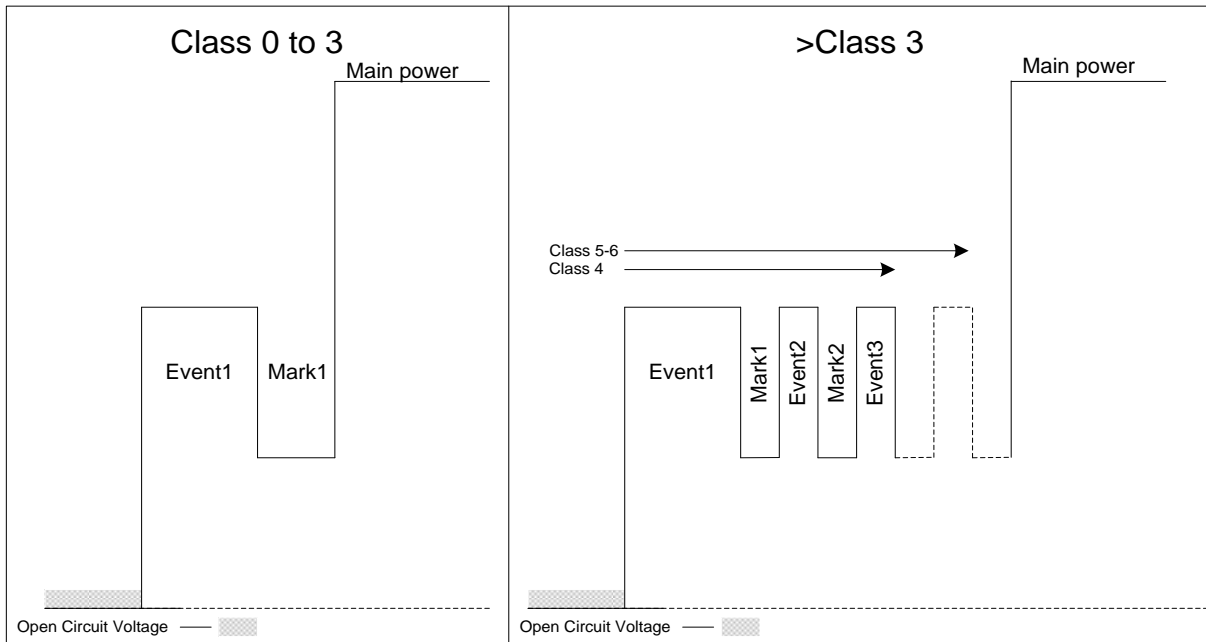 Class 0 to 3
Main power
Event1
Mark1
Open Circuit Voltage
>Class 3
Main power
Class 5-6
Class 4
Event1
Mark1
Event2
Mark2
Event3
Open Circuit Voltage